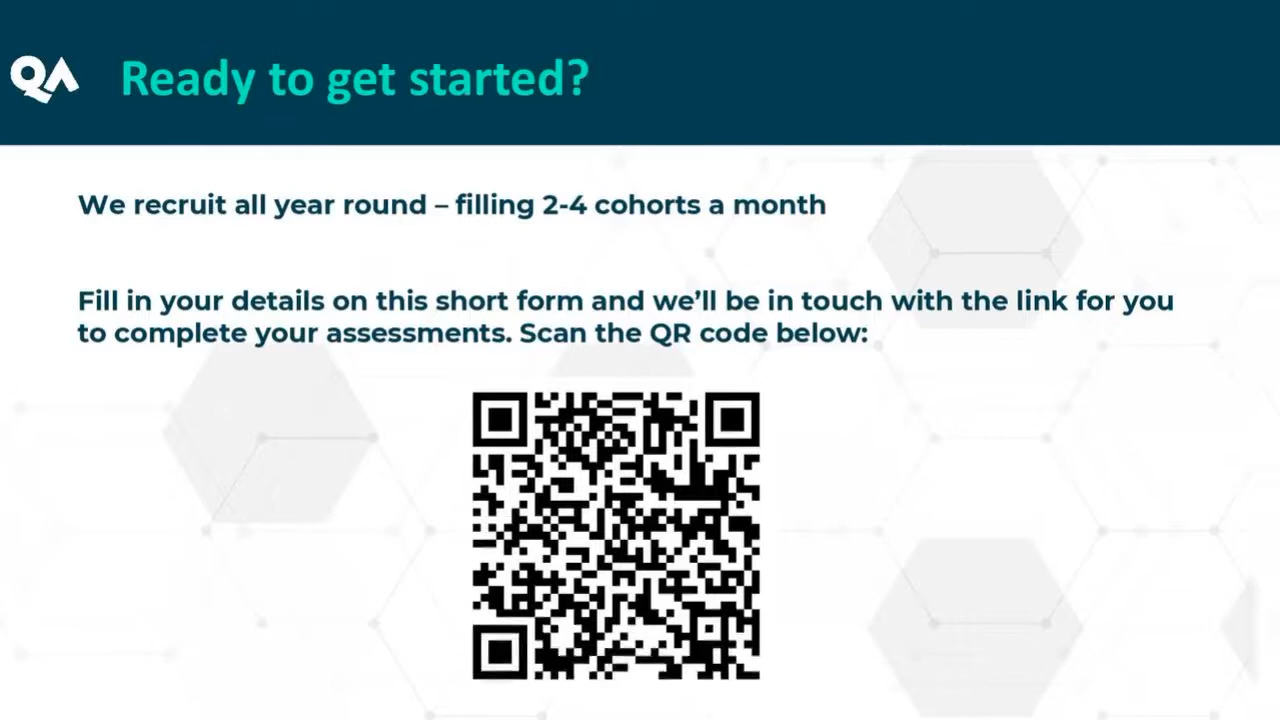 QA
Ready to get started?
We recruit all year round – filling 2-4 cohorts a month
Fill in your details on this short form and we’ll be in touch with the link for you
to complete your assessments. Scan the QR code below: